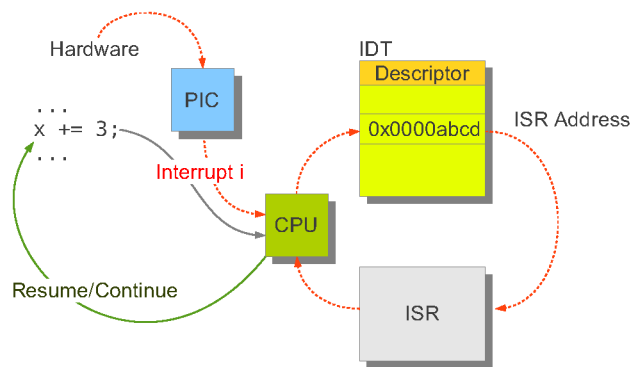 Hardware
IDT
Descriptor
PIC
...
x += 3;
...
0x0000abcd
ISR Address
Interrupt i
CPU
Resume/Continue
ISR